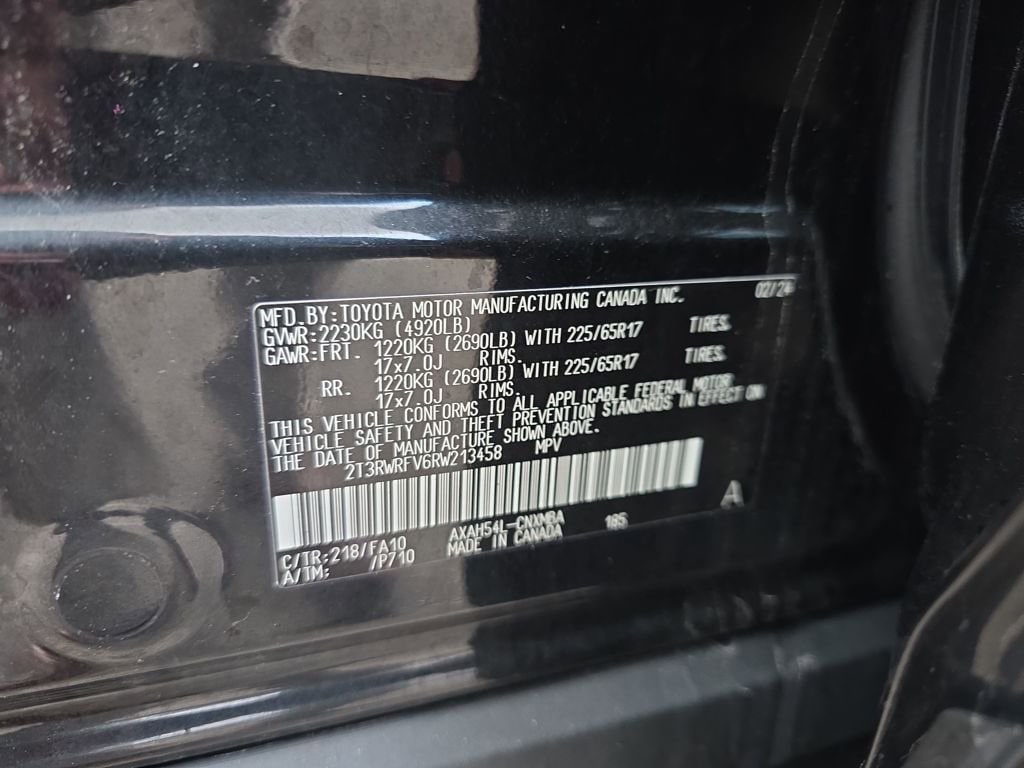 MFD.BY:TOYOTA MOTOR MANUFACTURING CANADA INC. 02/24
GVWR:2230KG (4920LB)
GAWR:FRT. 1220KG (2690LB) WITH 225/65R17 TIRES.
17x7.0J RIMS.
RR. 1220KG (2690LB) WITH 225/65R17 TIRES.
17x7.0J RIMS.
THIS VEHICLE CONFORMS TO ALL APPLICABLE FEDERAL MOTOR
VEHICLE SAFETY AND THEFT PREVENTION STANDARDS IN EFFECT ON
THE DATE OF MANUFACTURE SHOWN ABOVE.
2T3RWRFV6RW213458 MPV
A
C/TR:218/FA10 AXAH54L-CNXMBA 185
A/TM: /P710 MADE IN CANADA